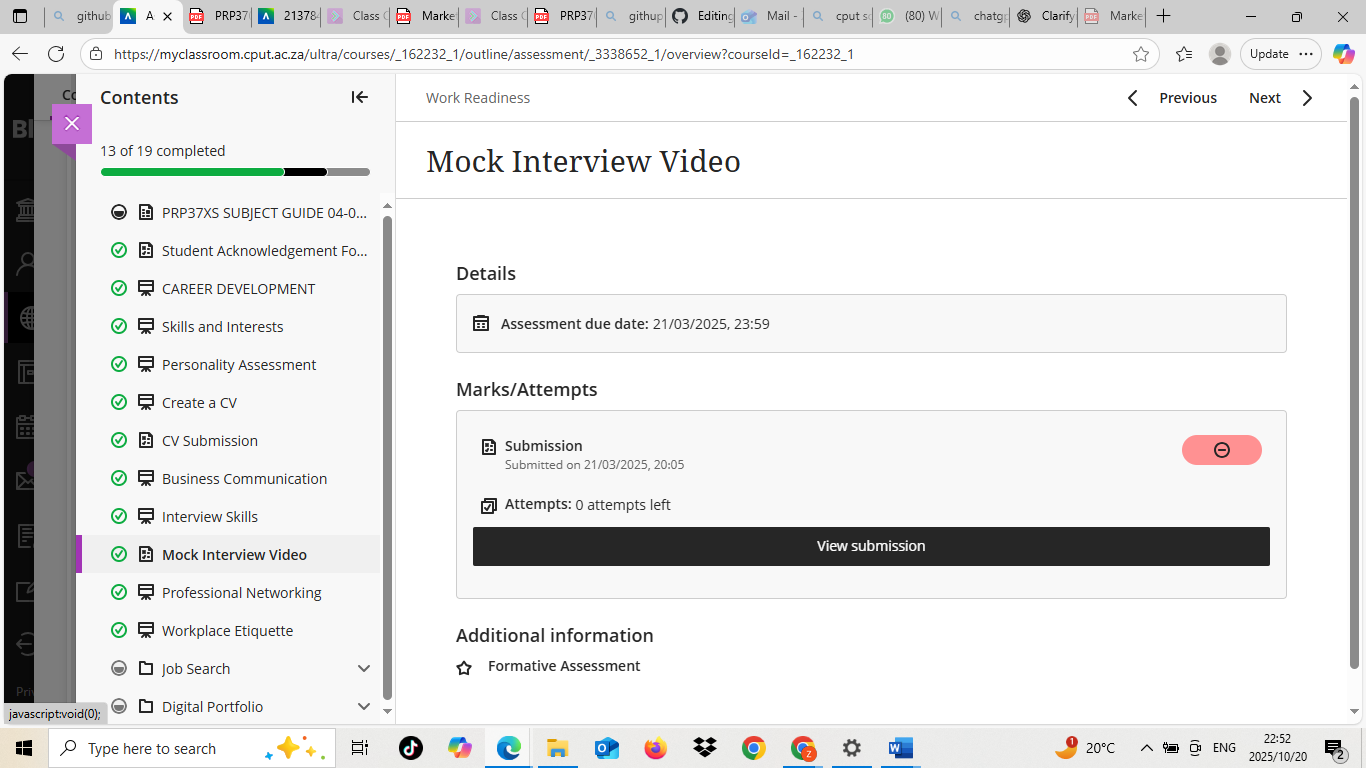 github
A
PRP37
21378
Class C
Marke
Class C
PRP37
githup
Editing
Mail -
cput s
(80) W
chatg
Clarify
Marke
https://myclassroom.cput.ac.za/ultra/courses/_162232_1/outline/assessment/_3338652_1/overview?courseId=_162232_1
Update
Contents
13 of 19 completed
PRP37XS SUBJECT GUIDE 04-0...
Student Acknowledgement Fo...
CAREER DEVELOPMENT
Skills and Interests
Personality Assessment
Create a CV
CV Submission
Business Communication
Interview Skills
Mock Interview Video
Professional Networking
Workplace Etiquette
Job Search
Digital Portfolio
javascript:void(0);
Work Readiness
Previous
Next
Mock Interview Video
Details
Assessment due date: 21/03/2025, 23:59
Marks/Attempts
Submission
Submitted on 21/03/2025, 20:05
Attempts: 0 attempts left
View submission
Additional information
Formative Assessment
Type here to search
1
20°C
ENG
22:52
2025/10/20
2